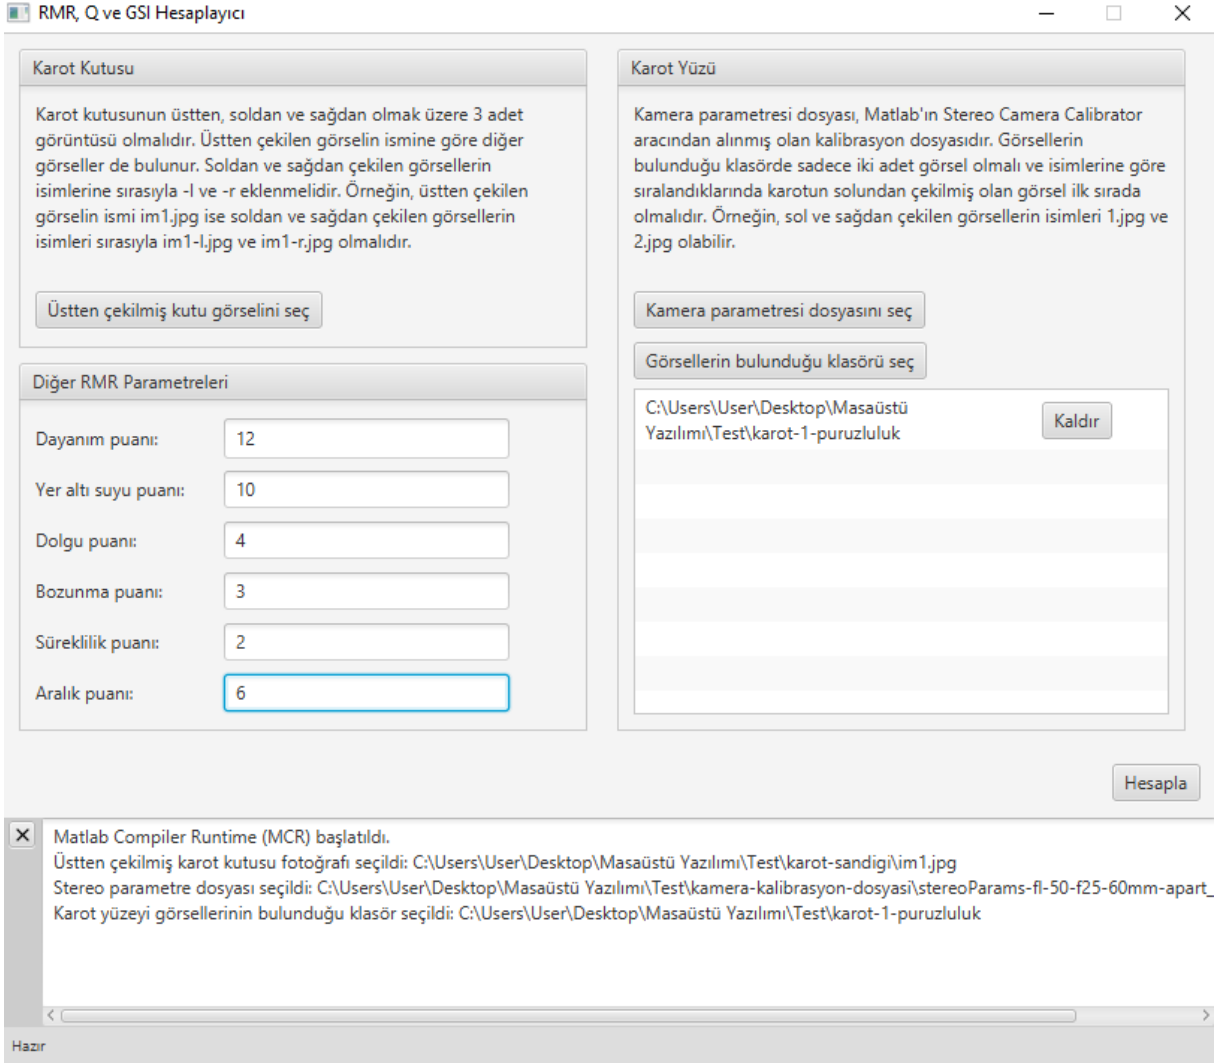 RMR, Q ve GSI Hesaplayıcı
Karot Kutusu
Karot kutusunun üstten, soldan ve sağdan olmak üzere 3 adet
görüntüsü olmalıdır. Üstten çekilen görselin ismine göre diğer
görseller de bulunur. Soldan ve sağdan çekilen görsellerin
isimlerine sırasıyla -l ve -r eklenmelidir. Örneğin, üstten çekilen
görselin ismi im1.jpg ise soldan ve sağdan çekilen görsellerin
isimleri sırasıyla im1-l.jpg ve im1-r.jpg olmalıdır.
Üstten çekilmiş kutu görselini seç
Diğer RMR Parametreleri
Dayanım puanı: 12
Yer altı suyu puanı: 10
Dolgu puanı: 4
Bozunma puanı: 3
Süreklilik puanı: 2
Aralık puanı: 6
Karot Yüzü
Kamera parametresi dosyası, Matlab'ın Stereo Camera Calibrator
aracından alınmış olan kalibrasyon dosyasıdır. Görsellerin
bulunduğu klasörde sadece iki adet görsel olmalı ve isimlerine göre
sıralandıklarında karotun solundan çekilmiş olan görsel ilk sırada
olmalıdır. Örneğin, sol ve sağdan çekilen görsellerin isimleri 1.jpg ve
2.jpg olabilir.
Kamera parametresi dosyasını seç
Görsellerin bulunduğu klasörü seç
C:\Users\User\Desktop\Masaüstü
Yazılımı\Test\karot-1-puruzluluk
Kaldır
Hesapla
Matlab Compiler Runtime (MCR) başlatıldı.
Üstten çekilmiş karot kutusu fotoğrafı seçildi: C:\Users\User\Desktop\Masaüstü Yazılımı\Test\karot-sandigi\im1.jpg
Stereo parametre dosyası seçildi: C:\Users\User\Desktop\Masaüstü Yazılımı\Test\kamera-kalibrasyon-dosyasi\stereoParams-fl-50-f25-60mm-apart_
Karot yüzeyi görsellerinin bulunduğu klasör seçildi: C:\Users\User\Desktop\Masaüstü Yazılımı\Test\karot-1-puruzluluk
Hazır